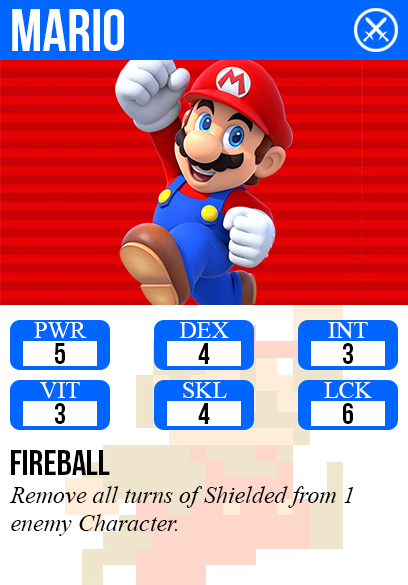 MARIO
M
PWR DEX INT
5 4 3
VIT SKL LCK
3 4 6
FIREBALL
Remove all turns of Shielded from 1
enemy Character.